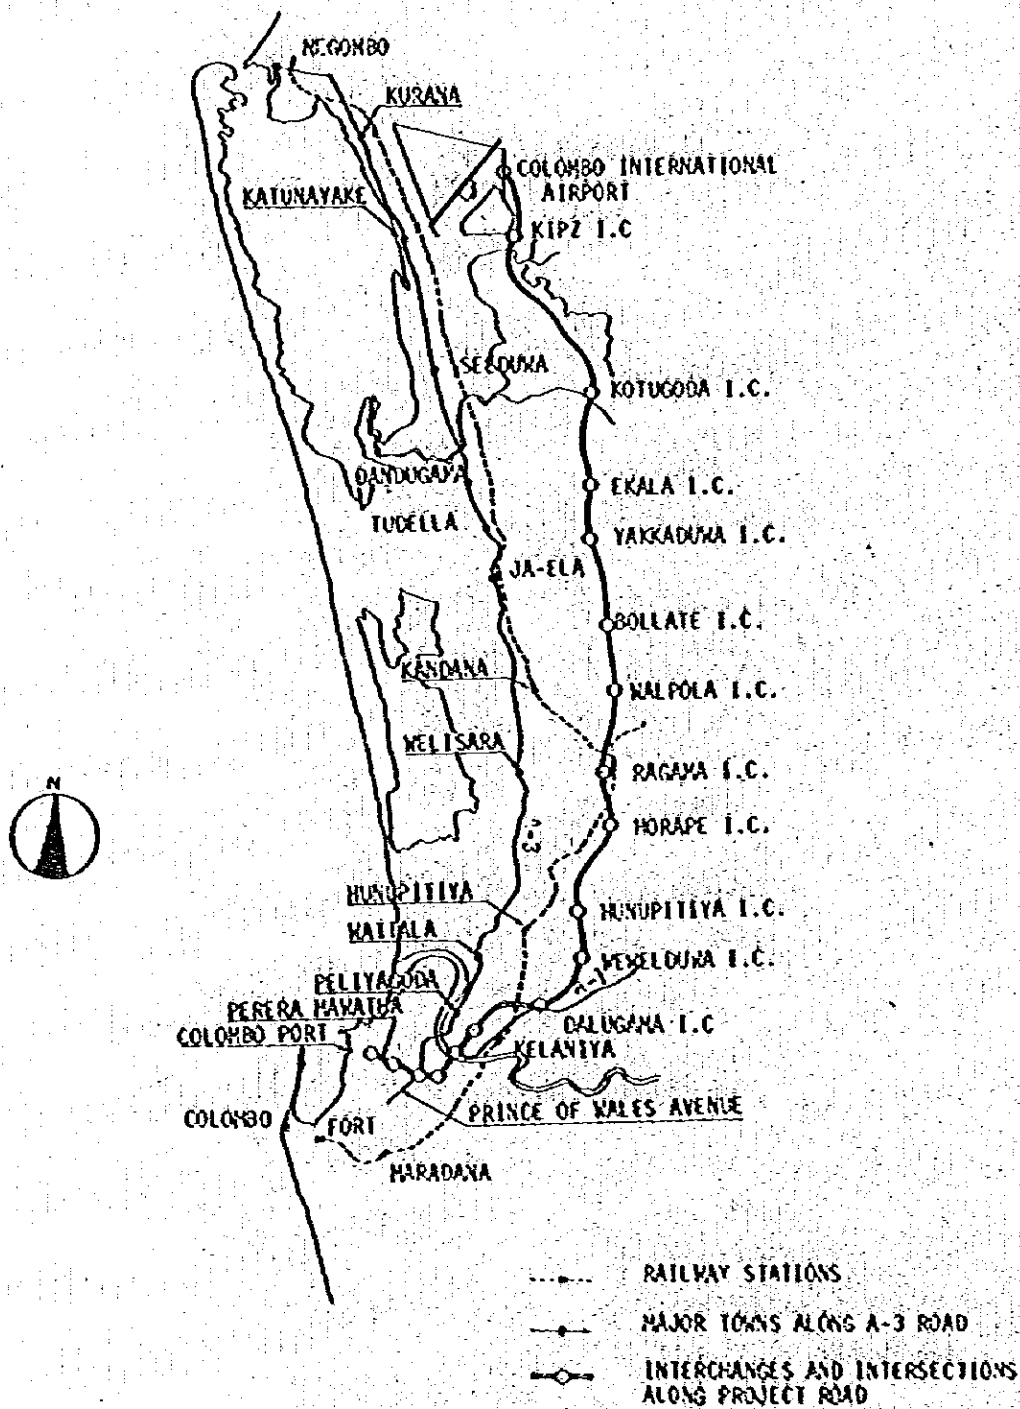 NEGOMBO
KURANA
COLOMBO INTERNATIONAL
AIRPORT
KATUNAYAKE
KIPZ I.C
SEEDUWA
KOTUGODA I.C.
DANDUGAMA
EKALA I.C.
TUDELLA
YAKKADUWA I.C.
JA-ELA
BOLLATE I.C.
KANDANA
WALPOLA I.C.
WELISARA
N
RAGAMA I.C.
A-3
HORAPE I.C.
HUNUPITIYA
HUNUPITIYA I.C.
WATTALA
WEWELDUWA I.C.
PELIYAGODA
A-1
PERERA MAWATHA
COLOMBO PORT
DALUGAMA I.C
KELANIYA
PRINCE OF WALES AVENUE
COLOMBO
FORT
MARADANA
RAILWAY STATIONS
MAJOR TOWNS ALONG A-3 ROAD
INTERCHANGES AND INTERSECTIONS
ALONG PROJECT ROAD